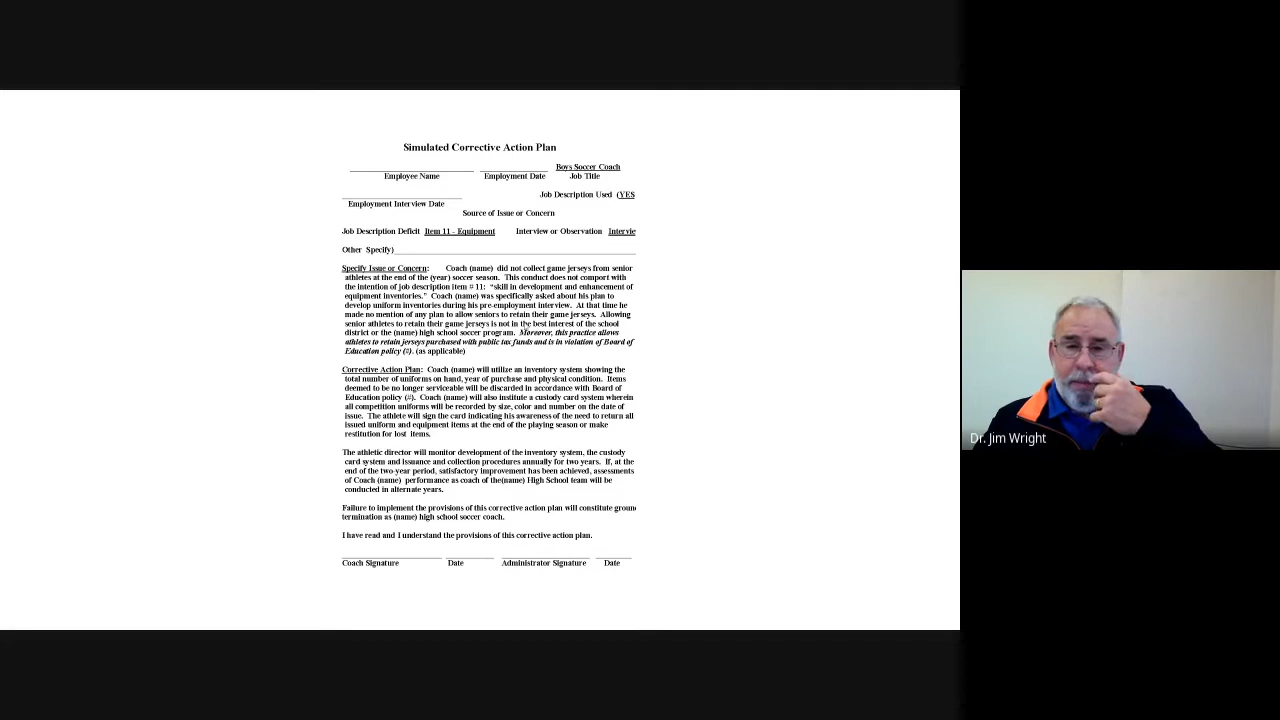 Simulated Corrective Action Plan
Boys Soccer Coach
Employee Name Employment Date Job Title
Job Description Used (YES
Employment Interview Date
Source of Issue or Concern
Job Description Deficit Item 11 - Equipment Interview or Observation Intervie
Other Specify)
Specify Issue or Concern: Coach (name) did not collect game jerseys from senior
athletes at the end of the (year) soccer season. This conduct does not comport with
the intention of job description item # 11: "skill in development and enhancement of
equipment inventories." Coach (name) was specifically asked about his plan to
develop uniform inventories during his pre-employment interview. At that time he
made no mention of any plan to allow seniors to retain their game jerseys. Allowing
senior athletes to retain their game jerseys is not in the best interest of the school
district or the (name) high school soccer program. Moreover, this practice allows
athletes to retain jerseys purchased with public tax funds and is in violation of Board of
Education policy (#). (as applicable)
Corrective Action Plan: Coach (name) will utilize an inventory system showing the
total number of uniforms on hand, year of purchase and physical condition. Items
deemed to be no longer serviceable will be discarded in accordance with Board of
Education policy (#). Coach (name) will also institute a custody card system wherein
all competition uniforms will be recorded by size, color and number on the date of
issue. The athlete will sign the card indicating his awareness of the need to return all
issued uniform and equipment items at the end of the playing season or make
restitution for lost items.
The athletic director will monitor development of the inventory system, the custody
card system and issuance and collection procedures annually for two years. If, at the
end of the two-year period, satisfactory improvement has been achieved, assessments
of Coach (name) performance as coach of the(name) High School team will be
conducted in alternate years.
Failure to implement the provisions of this corrective action plan will constitute groun
termination as (name) high school soccer coach.
I have read and I understand the provisions of this corrective action plan.
Coach Signature Date Administrator Signature Date
Dr. Jim Wright